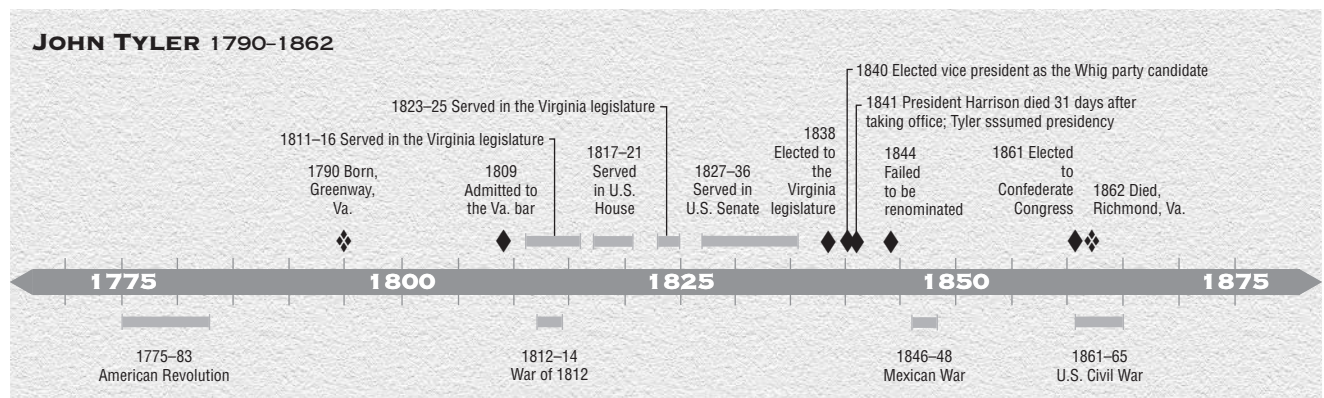 JOHN TYLER 1790–1862
1840 Elected vice president as the Whig party candidate
1841 President Harrison died 31 days after
taking office; Tyler sssumed presidency
1823–25 Served in the Virginia legislature
1811–16 Served in the Virginia legislature
1790 Born,
Greenway,
Va.
1809
Admitted to
the Va. bar
1817–21
Served
in U.S.
House
1827–36
Served in
U.S. Senate
1838
Elected to
the
Virginia
legislature
1844
Failed
to be
renominated
1861 Elected
to
Confederate
Congress
1862 Died,
Richmond, Va.
1775 1800 1825 1850 1875
1775–83
American Revolution
1812–14
War of 1812
1846–48
Mexican War
1861–65
U.S. Civil War